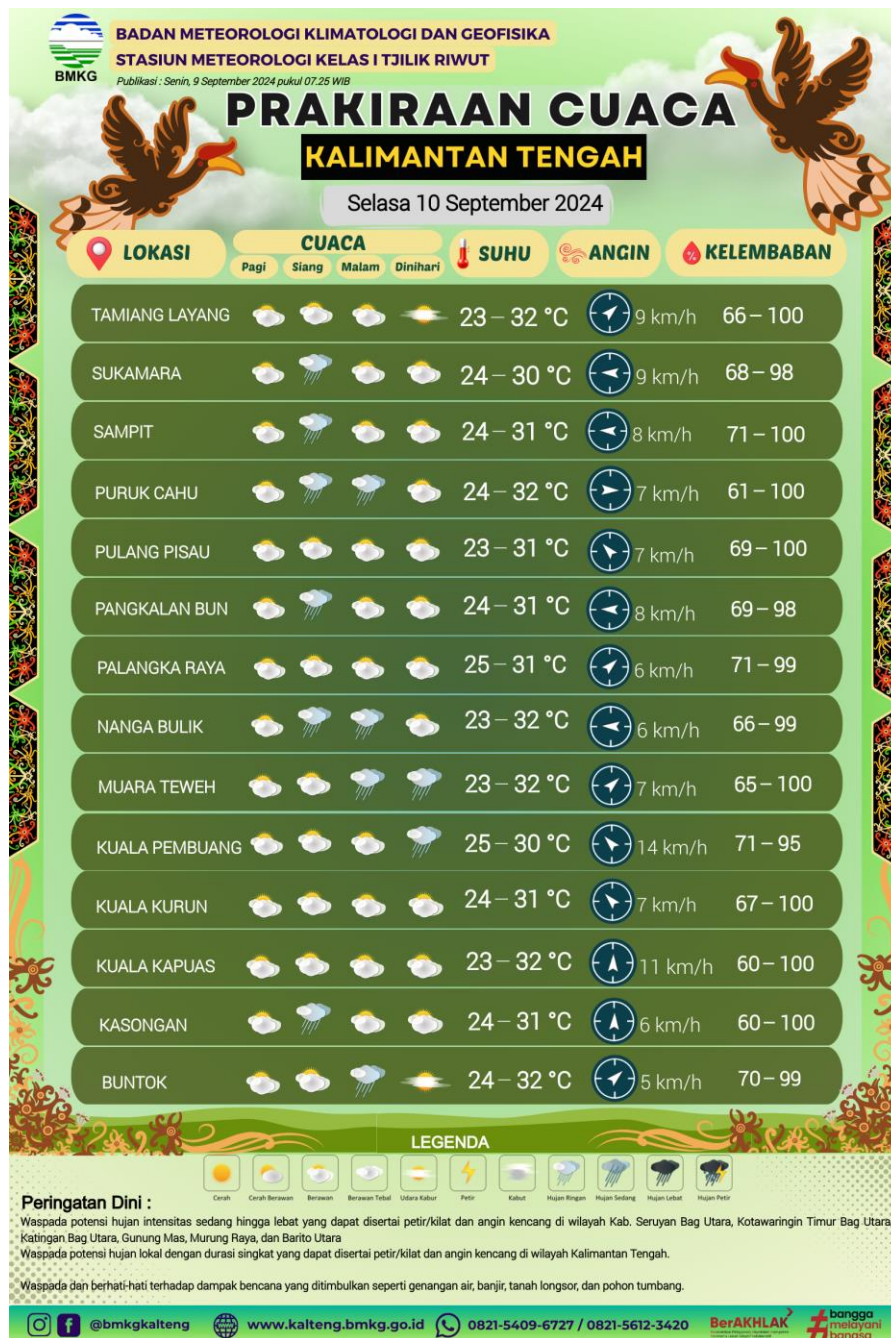 BMKG
BADAN METEOROLOGI KLIMATOLOGI DAN GEOFISIKA
STASIUN METEOROLOGI KELAS I TJILIK RIWUT
Publikasi : Senin, 9 September 2024 pukul 07.25 WIB
PRAKIRAAN CUACA
KALIMANTAN TENGAH
Selasa 10 September 2024
LOKASI CUACA SUHU ANGIN % KELEMBABAN
Pagi Siang Malam Dinihari
TAMIANG LAYANG 23 – 32 °C 9 km/h 66 – 100
SUKAMARA 24 – 30 °C 9 km/h 68 – 98
SAMPIT 24 – 31 °C 8 km/h 71 – 100
PURUK CAHU 24 – 32 °C 7 km/h 61 – 100
PULANG PISAU 23 – 31 °C 7 km/h 69 – 100
PANGKALAN BUN 24 – 31 °C 8 km/h 69 – 98
PALANGKA RAYA 25 – 31 °C 6 km/h 71 – 99
NANGA BULIK 23 – 32 °C 6 km/h 66 – 99
MUARA TEWEH 23 – 32 °C 7 km/h 65 – 100
KUALA PEMBUANG 25 – 30 °C 14 km/h 71 – 95
KUALA KURUN 24 – 31 °C 7 km/h 67 – 100
KUALA KAPUAS 23 – 32 °C 11 km/h 60 – 100
KASONGAN 24 – 31 °C 6 km/h 60 – 100
BUNTOK 24 – 32 °C 5 km/h 70 – 99
LEGENDA
Cerah Cerah Berawan Berawan Berawan Tebal Udara Kabur Petir Kabut Hujan Ringan Hujan Sedang Hujan Lebat Hujan Petir
Peringatan Dini :
Waspada potensi hujan intensitas sedang hingga lebat yang dapat disertai petir/kilat dan angin kencang di wilayah Kab. Seruyan Bag Utara, Kotawaringin Timur Bag Utara
Katingan Bag Utara, Gunung Mas, Murung Raya, dan Barito Utara
Waspada potensi hujan lokal dengan durasi singkat yang dapat disertai petir/kilat dan angin kencang di wilayah Kalimantan Tengah.
Waspada dan berhati-hati terhadap dampak bencana yang ditimbulkan seperti genangan air, banjir, tanah longsor, dan pohon tumbang.
@bmkgkalteng www.kalteng.bmkg.go.id 0821-5409-6727 / 0821-5612-3420 BerAKHLAK # bangga
melayani
bangsa